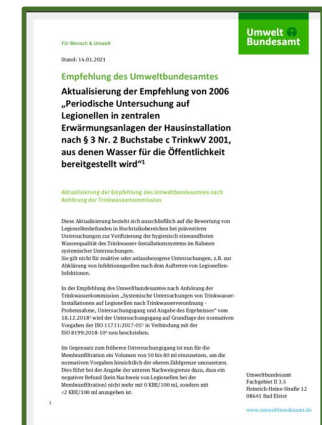 Umwelt
Bundesamt
Für Mensch & Umwelt
Stand: 14.01.2021
Empfehlung des Umweltbundesamtes
Aktualisierung der Empfehlung von 2006
„Periodische Untersuchung auf
Legionellen in zentralen
Erwärmungsanlagen der Hausinstallation
nach § 3 Nr. 2 Buchstabe c TrinkwV 2001,
aus denen Wasser für die Öffentlichkeit
bereitgestellt wird“¹
Aktualisierung der Empfehlung des Umweltbundesamtes nach
Anhörung der Trinkwasserkommission
Diese Aktualisierung bezieht sich ausschließlich auf die Bewertung von
Legionellenbefunden in Hochrisikobereichen bei präventiven
Untersuchungen zur Verifizierung der hygienisch einwandfreien
Wasserqualität des Trinkwasser-Installationssystems im Rahmen
systemischer Untersuchungen.
Sie gilt nicht für reaktive oder anlassbezogene Untersuchungen, z.B. zur
Abklärung von Infektionsquellen nach dem Auftreten von Legionellen-
Infektionen.
In der Empfehlung des Umweltbundesamtes nach Anhörung der
Trinkwasserkommission „Systemische Untersuchungen von Trinkwasser-
Installationen auf Legionellen nach Trinkwasserverordnung -
Probennahme, Untersuchungsgang und Angabe des Ergebnisses“ vom
18.12.2018² wird der Untersuchungsgang auf Grundlage der normativen
Vorgaben der ISO 11731:2017-05³ in Verbindung mit der
ISO 8199:2018-10⁴ neu beschrieben.
Im Gegensatz zum früheren Untersuchungsgang ist nun für die
Membranfiltration ein Volumen von 50 bis 80 ml einzusetzen, um die
normativen Vorgaben hinsichtlich der oberen Zählgrenze umzusetzen.
Dies führt bei der Angabe der unteren Nachweisgrenze dazu, dass ein
negativer Befund (kein Nachweis von Legionellen bei der
Membranfiltration) nicht mehr mit 0 KBE/100 ml, sondern mit
<2 KBE/100 ml anzugeben ist.
Umweltbundesamt
Fachgebiet II 3.5
Heinrich-Heine-Straße 12
08645 Bad Elster
www.umweltbundesamt.de
1